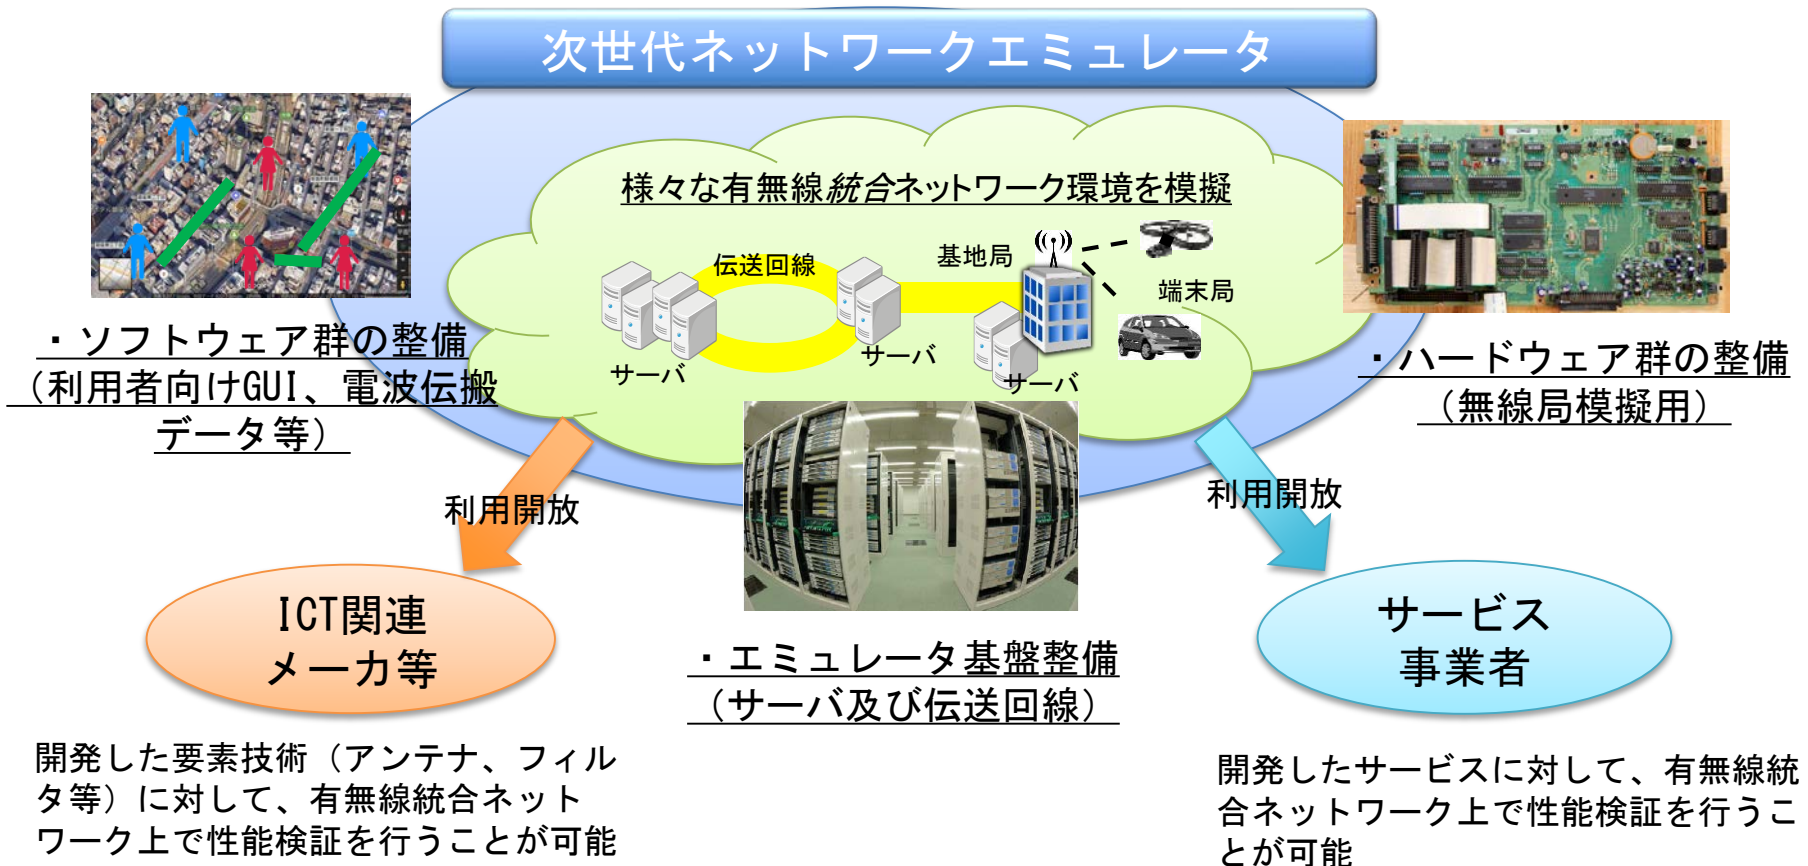 次世代ネットワークエミュレータ
様々な有無線統合ネットワーク環境を模擬
伝送回線
基地局
端末局
サーバ
サーバ
サーバ
・ソフトウェア群の整備
（利用者向けGUI、電波伝搬
データ等）
・ハードウェア群の整備
（無線局模擬用）
利用開放
利用開放
ICT関連
メーカ等
・エミュレータ基盤整備
（サーバ及び伝送回線）
サービス
事業者
開発した要素技術（アンテナ、フィル
タ等）に対して、有無線統合ネット
ワーク上で性能検証を行うことが可能
開発したサービスに対して、有無線統
合ネットワーク上で性能検証を行うこ
とが可能